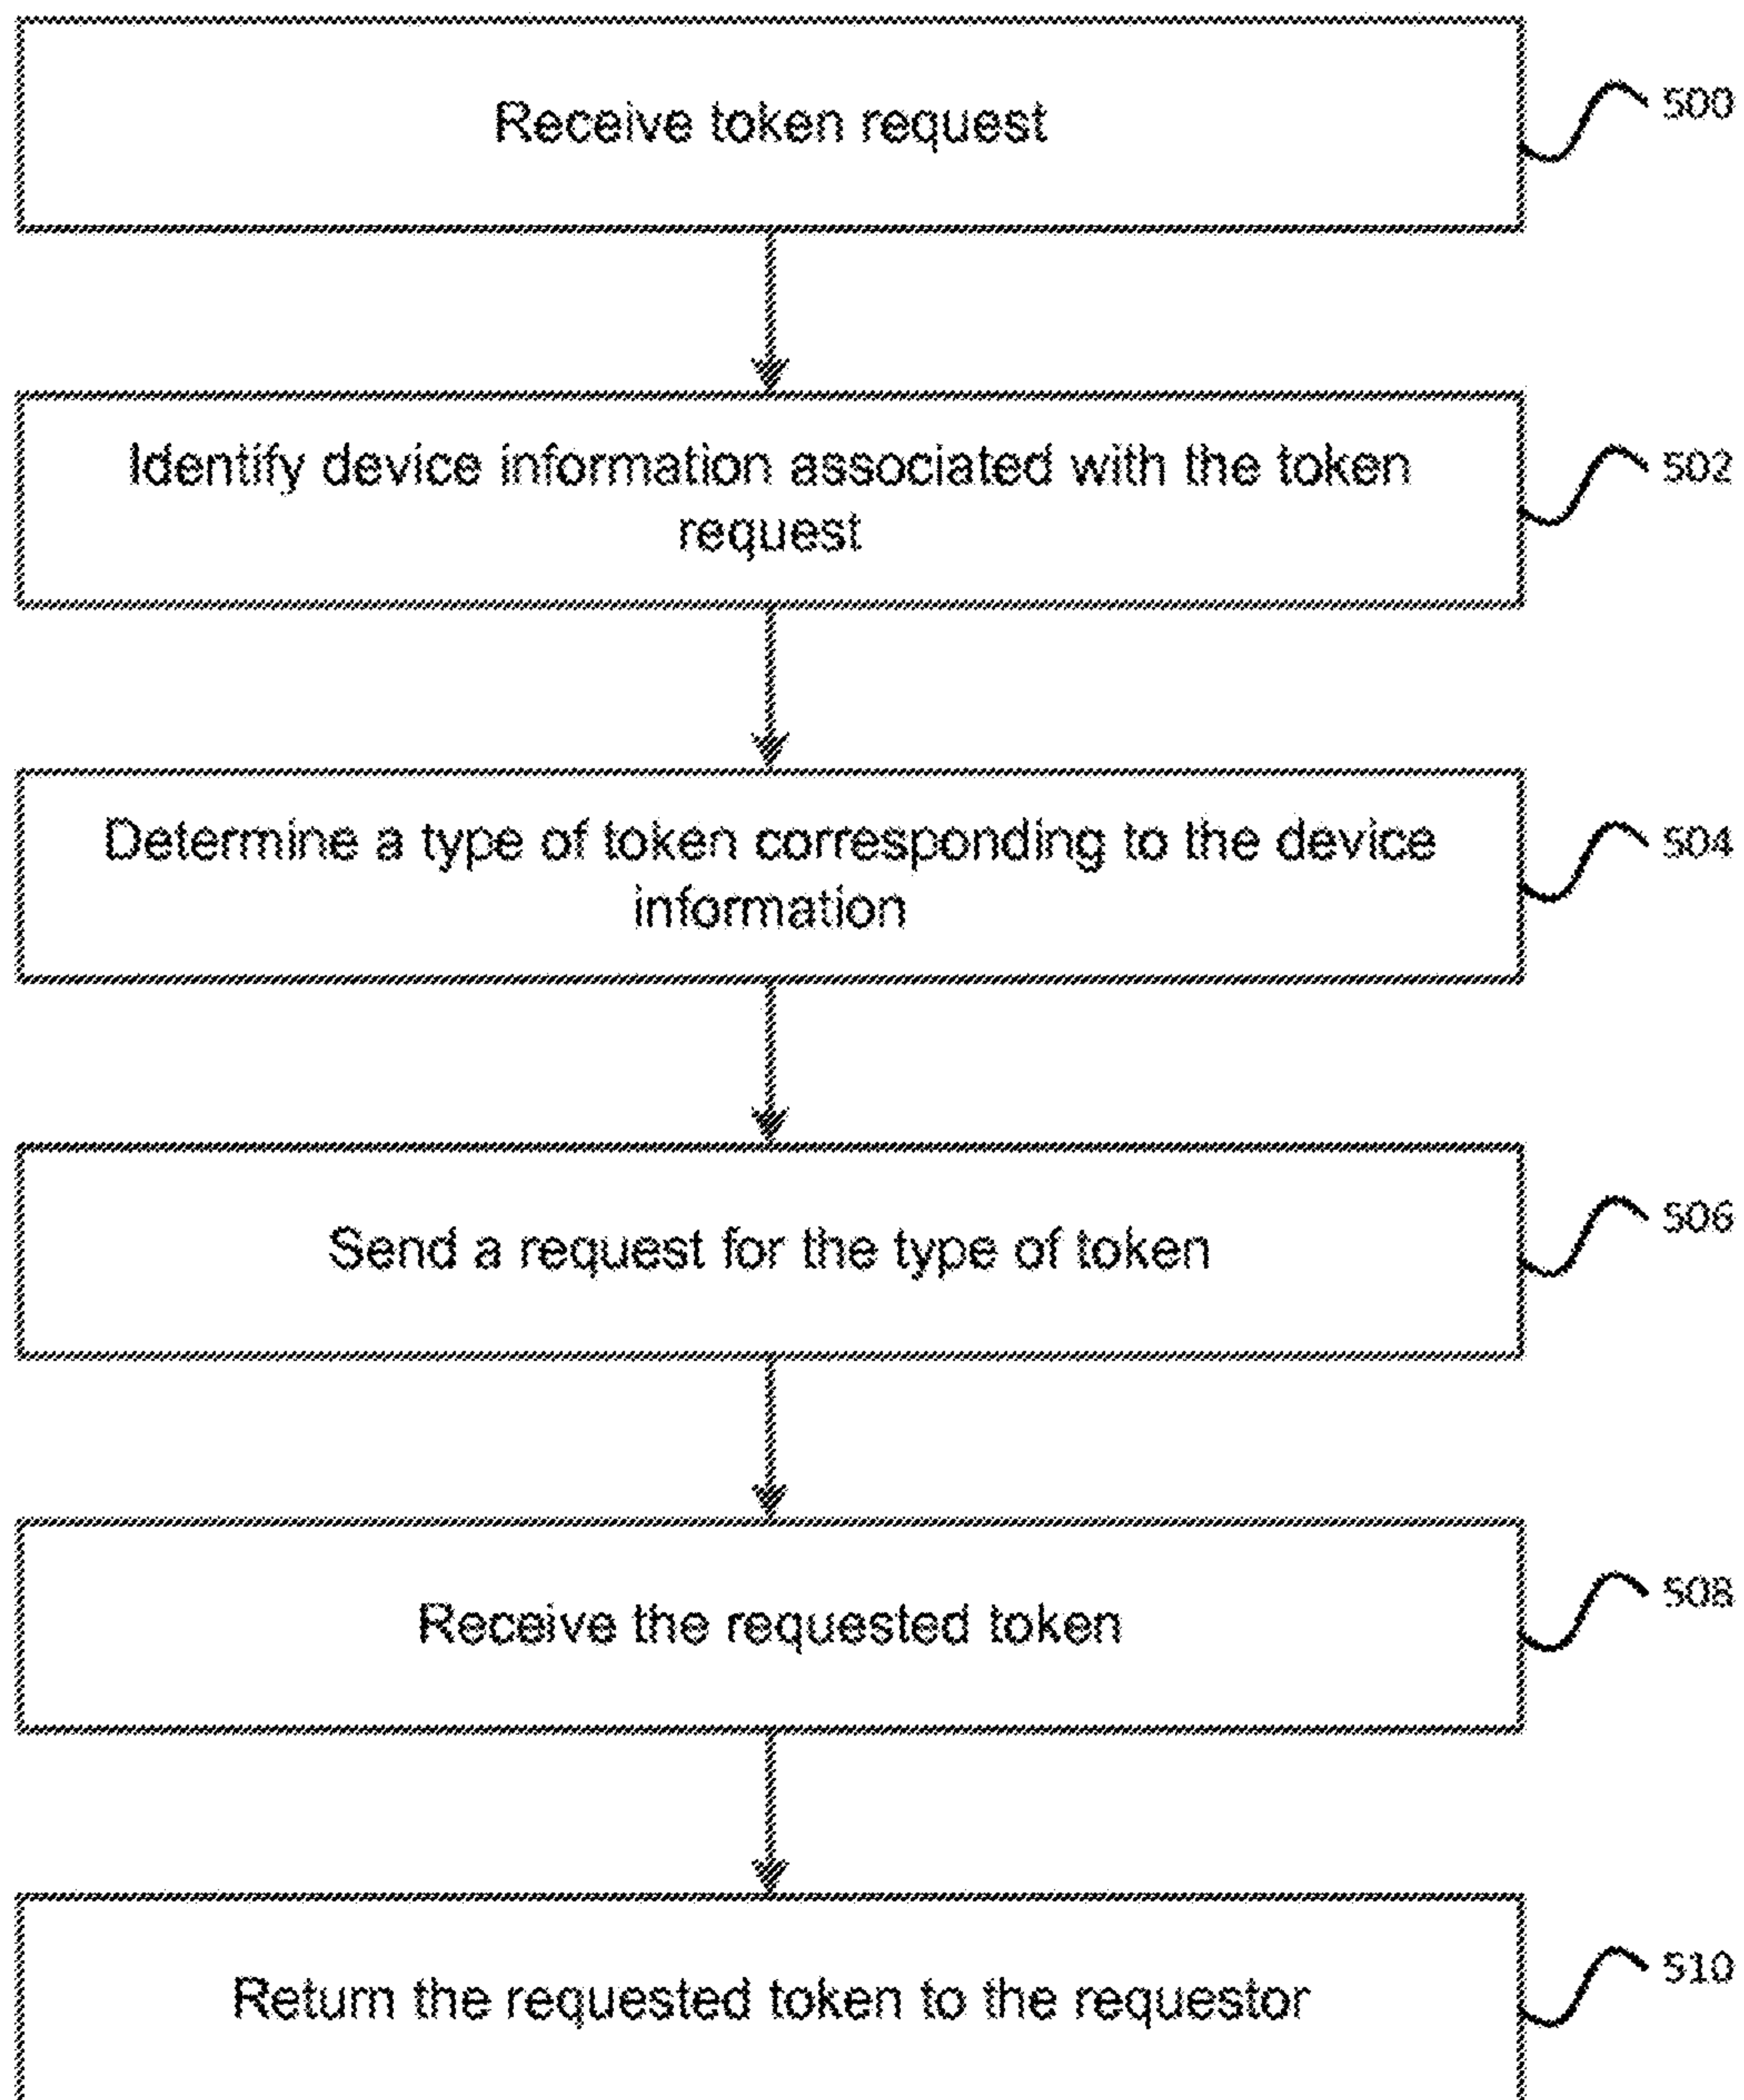 Receive token request
500
Identify device information associated with the token
request
502
Determine a type of token corresponding to the device
information
504
Send a request for the type of token
506
Receive the requested token
508
Return the requested token to the requestor
510